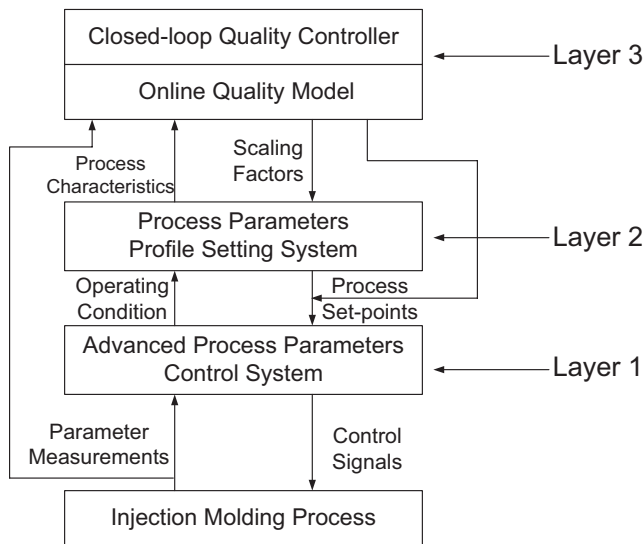 Closed-loop Quality Controller
Layer 3
Online Quality Model
Process
Characteristics
Scaling
Factors
Process Parameters
Profile Setting System
Layer 2
Operating
Condition
Process
Set-points
Advanced Process Parameters
Control System
Layer 1
Parameter
Measurements
Control
Signals
Injection Molding Process